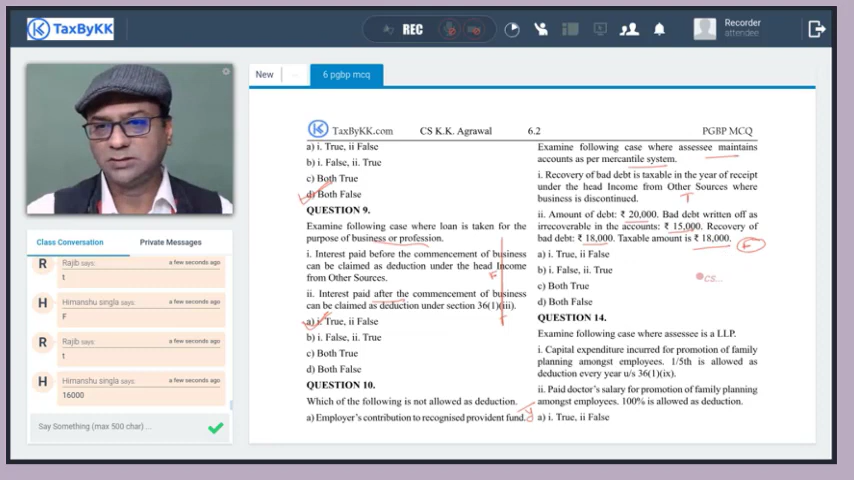 TaxByKK
REC
Recorder
attendee
New
6 pgbp mcq
TaxByKK.com CS K.K. Agrawal 6.2 PGBP MCQ
a) i. True, ii False
b) i. False, ii. True
c) Both True
d) Both False
QUESTION 9.
Examine following case where loan is taken for the
purpose of business or profession.
i. Interest paid before the commencement of business
can be claimed as deduction under the head Income
from Other Sources.
F
ii. Interest paid after the commencement of business
can be claimed as deduction under section 36(1)(iii).
a) i. True, ii False
b) i. False, ii. True
c) Both True
d) Both False
QUESTION 10.
Which of the following is not allowed as deduction.
a) Employer's contribution to recognised provident fund.
Examine following case where assessee maintains
accounts as per mercantile system.
i. Recovery of bad debt is taxable in the year of receipt
under the head Income from Other Sources where
business is discontinued.
T
ii. Amount of debt: ₹ 20,000. Bad debt written off as
irrecoverable in the accounts: ₹ 15,000. Recovery of
bad debt: ₹ 18,000. Taxable amount is ₹ 18,000.
a) i. True, ii False
b) i. False, ii. True
cs...
c) Both True
d) Both False
QUESTION 14.
Examine following case where assessee is a LLP.
i. Capital expenditure incurred for promotion of family
planning amongst employees. 1/5th is allowed as
deduction every year u/s 36(1)(ix).
ii. Paid doctor's salary for promotion of family planning
amongst employees. 100% is allowed as deduction.
a) i. True, ii False
Class Conversation
Private Messages
R
Rajib says:
a few seconds ago
t
H
Himanshu singla says:
a few seconds ago
F
R
Rajib says:
a few seconds ago
t
H
Himanshu singla says:
a few seconds ago
16000
Say Something (max 500 char) ...